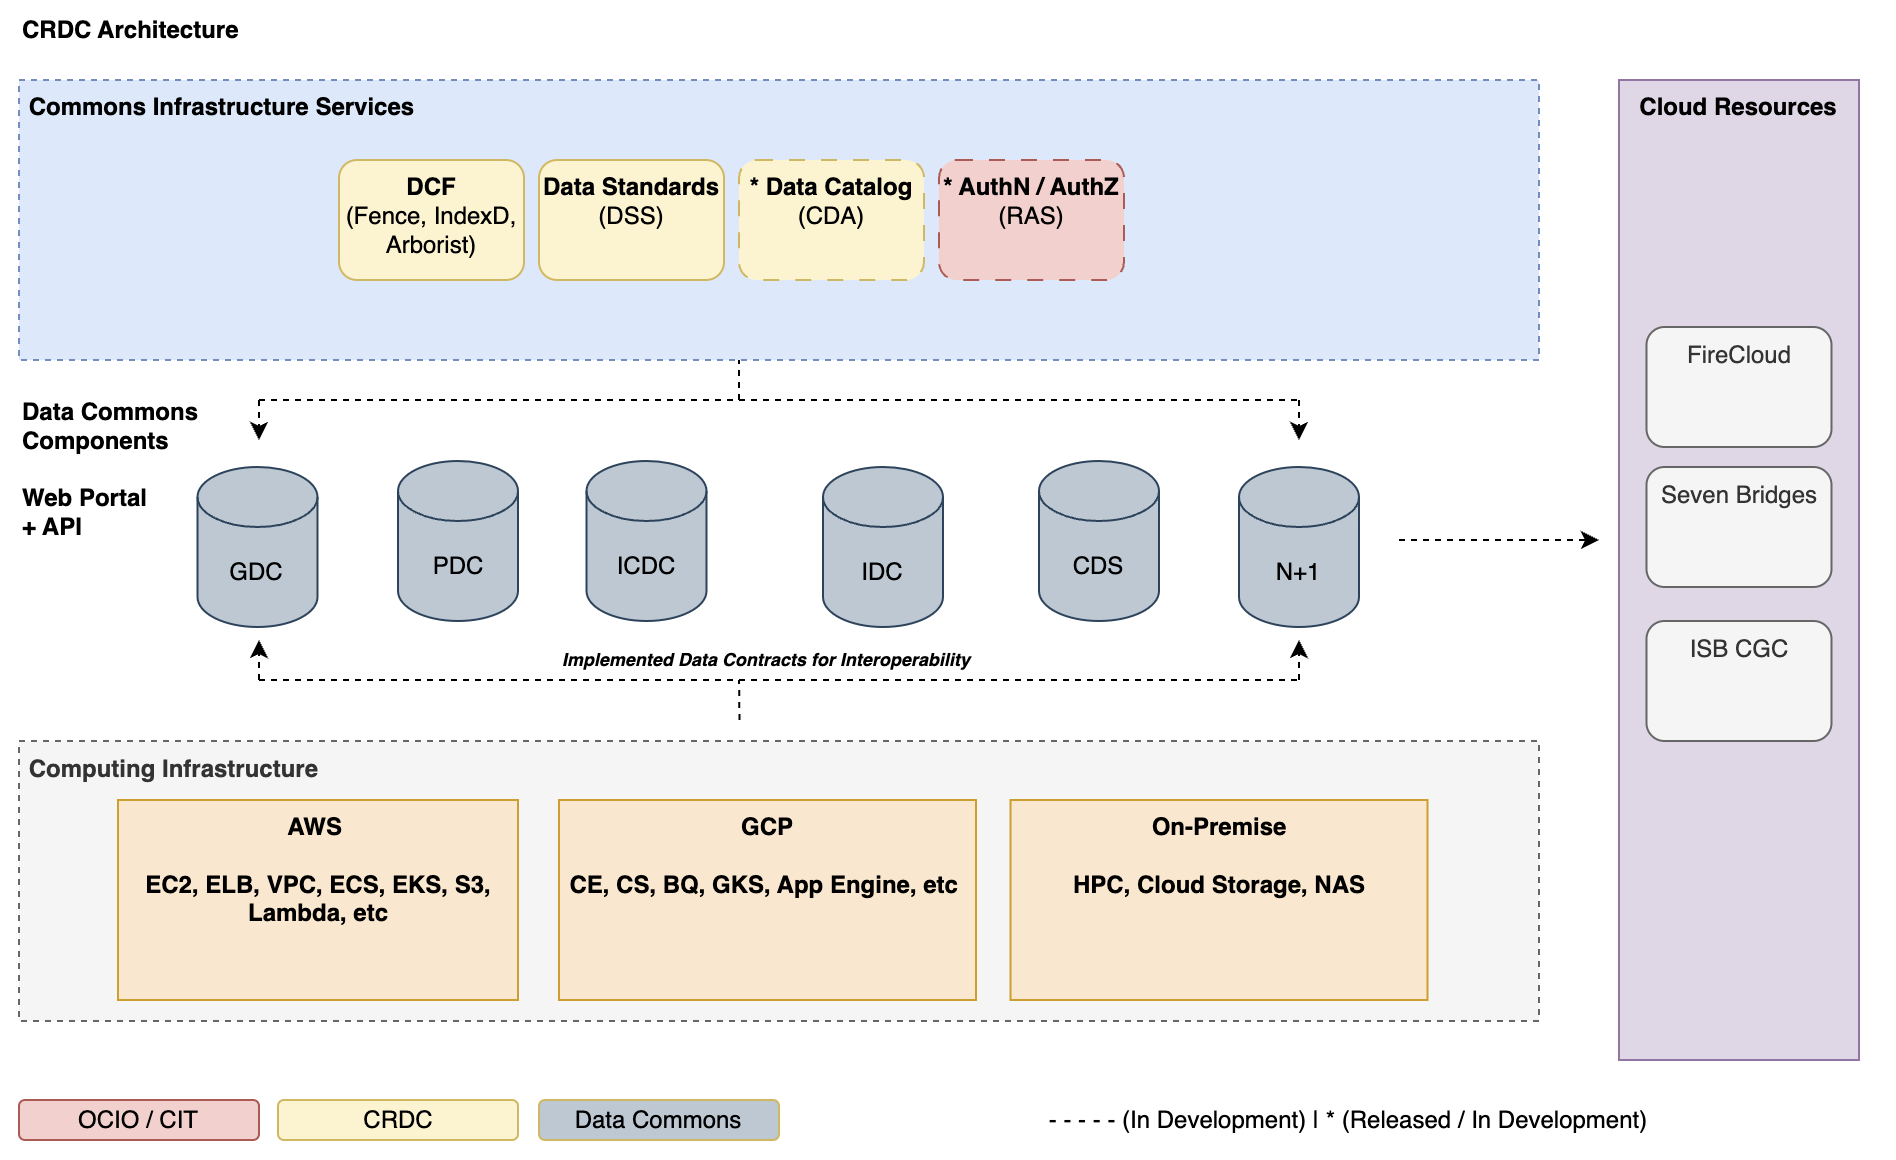 CRDC Architecture
Commons Infrastructure Services
DCF
(Fence, IndexD,
Arborist)
Data Standards
(DSS)
* Data Catalog
(CDA)
* AuthN / AuthZ
(RAS)
Cloud Resources
FireCloud
Seven Bridges
ISB CGC
Data Commons
Components
Web Portal
+ API
GDC
PDC
ICDC
IDC
CDS
N+1
Implemented Data Contracts for Interoperability
Computing Infrastructure
AWS
EC2, ELB, VPC, ECS, EKS, S3,
Lambda, etc
GCP
CE, CS, BQ, GKS, App Engine, etc
On-Premise
HPC, Cloud Storage, NAS
OCIO / CIT
CRDC
Data Commons
- - - - - (In Development) | * (Released / In Development)